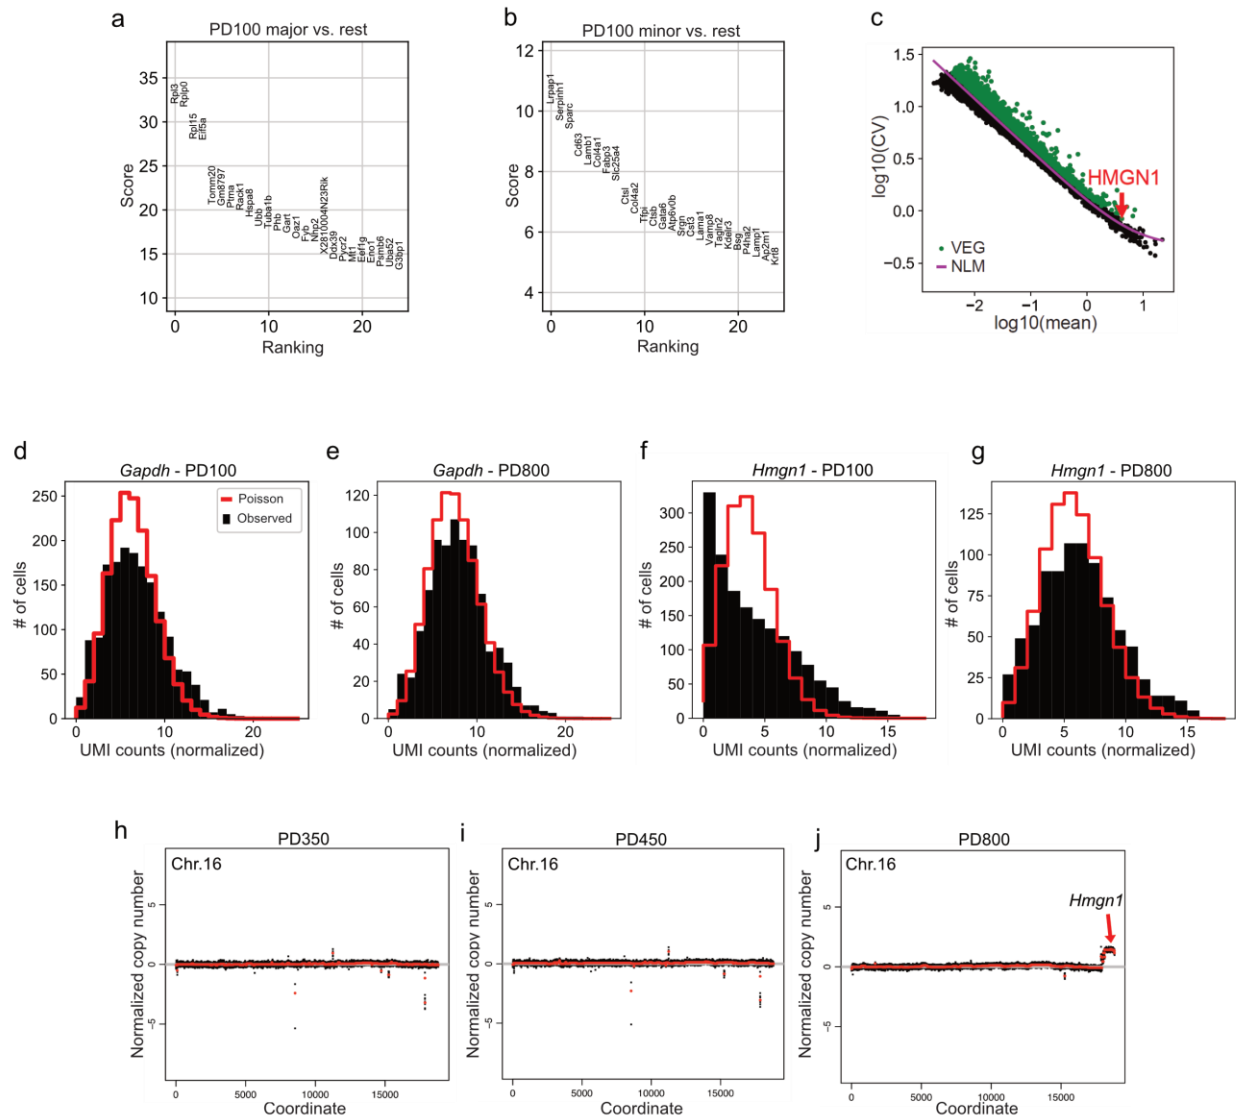 a
PD100 major vs. rest
Score
35
30
25
20
15
10
0
10
20
Ranking
Rpl3
Rplp0
Rpl15
Eif5a
Tomm20
Gm8797
Ptma
Rack1
Hspa8
Ubb
Tuba1b
Phb
Gart
Oaz1
Fyb
Nhp2
X2810004N23Rik
Ddx39
Pycr2
Mt1
Eef1g
Eno1
Psmb6
Uba52
G3bp1
b
PD100 minor vs. rest
Score
12
10
8
6
4
0
10
20
Ranking
Lrpap1
Serpinh1
Sparc
Cd63
Lamb1
Col4a1
Fabp3
Slc25a4
Ctsl
Col4a2
Tfpi
Ctsb
Gata6
Atp6v0b
Srgn
Cst3
Lama1
Vamp8
Tagln2
Kdelr3
Bsg
P4ha2
Lamp1
Ap2m1
Krt8
c
log10(CV)
1.5
1.0
0.5
0.0
−0.5
HMGN1
VEG
NLM
−2
−1
0
1
log10(mean)
d
Gapdh - PD100
# of cells
250
200
150
100
50
0
Poisson
Observed
0
10
20
UMI counts (normalized)
e
Gapdh - PD800
# of cells
120
100
80
60
40
20
0
0
10
20
UMI counts (normalized)
f
Hmgn1 - PD100
# of cells
300
250
200
150
100
50
0
0
5
10
15
UMI counts (normalized)
g
Hmgn1 - PD800
# of cells
125
100
75
50
25
0
0
5
10
15
UMI counts (normalized)
h
PD350
Chr.16
Normalized copy number
5
0
−5
0
5000
10000
15000
Coordinate
i
PD450
Chr.16
Normalized copy number
5
0
−5
0
5000
10000
15000
Coordinate
j
PD800
Chr.16
Hmgn1
Normalized copy number
5
0
−5
0
5000
10000
15000
Coordinate